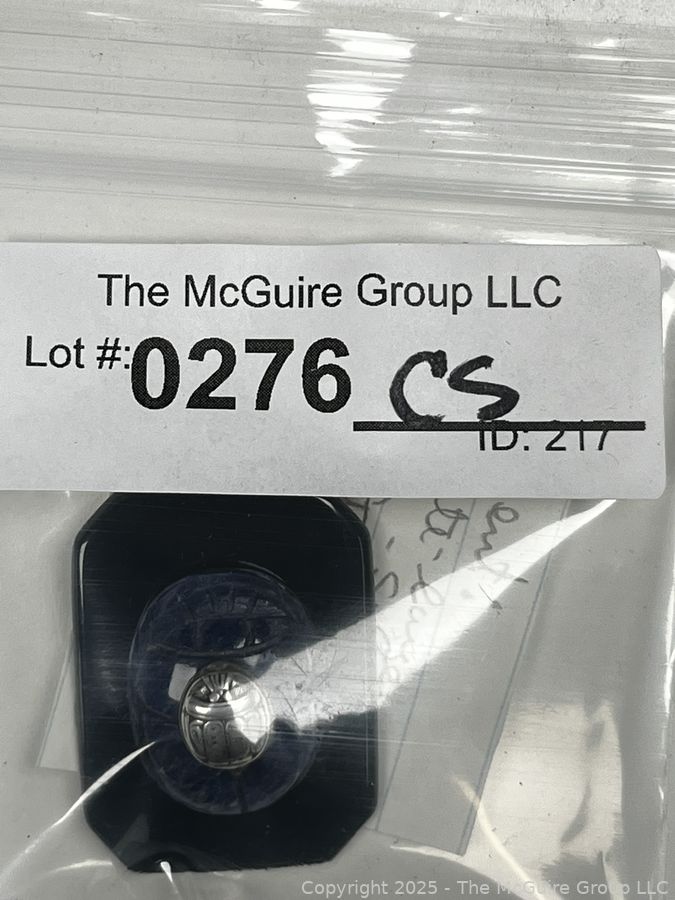 The McGuire Group LLC
Lot #: 0276 CS
ID: 217
Copyright 2025 - The McGuire Group LLC